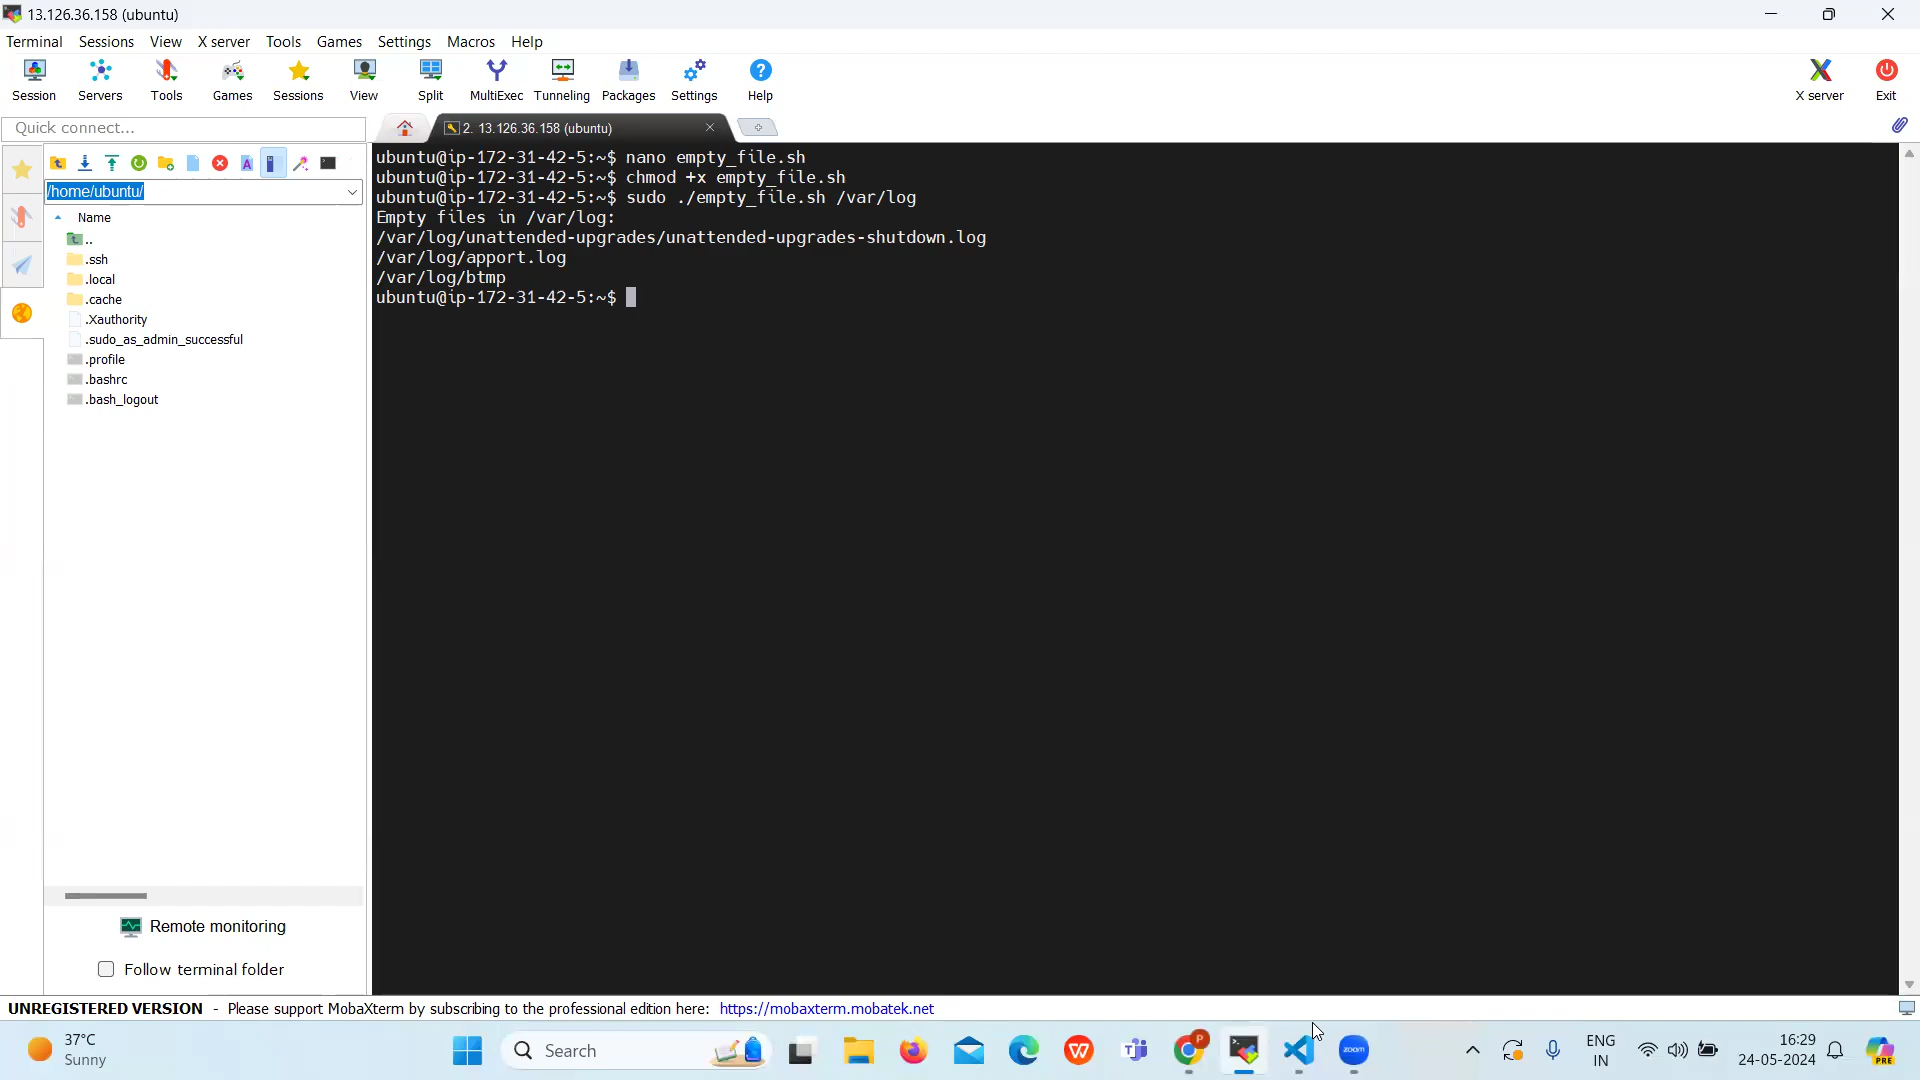 13.126.36.158 (ubuntu)
Terminal Sessions View X server Tools Games Settings Macros Help
Session Servers Tools Games Sessions View Split MultiExec Tunneling Packages Settings Help X server Exit
Quick connect...
2. 13.126.36.158 (ubuntu)
/home/ubuntu/
Name
..
.ssh
.local
.cache
.Xauthority
.sudo_as_admin_successful
.profile
.bashrc
.bash_logout
Remote monitoring
Follow terminal folder
ubuntu@ip-172-31-42-5:~$ nano empty_file.sh
ubuntu@ip-172-31-42-5:~$ chmod +x empty_file.sh
ubuntu@ip-172-31-42-5:~$ sudo ./empty_file.sh /var/log
Empty files in /var/log:
/var/log/unattended-upgrades/unattended-upgrades-shutdown.log
/var/log/apport.log
/var/log/btmp
ubuntu@ip-172-31-42-5:~$
UNREGISTERED VERSION - Please support MobaXterm by subscribing to the professional edition here: https://mobaxterm.mobatek.net
37°C
Sunny
Search
zoom
ENG
IN
16:29
24-05-2024
PRE